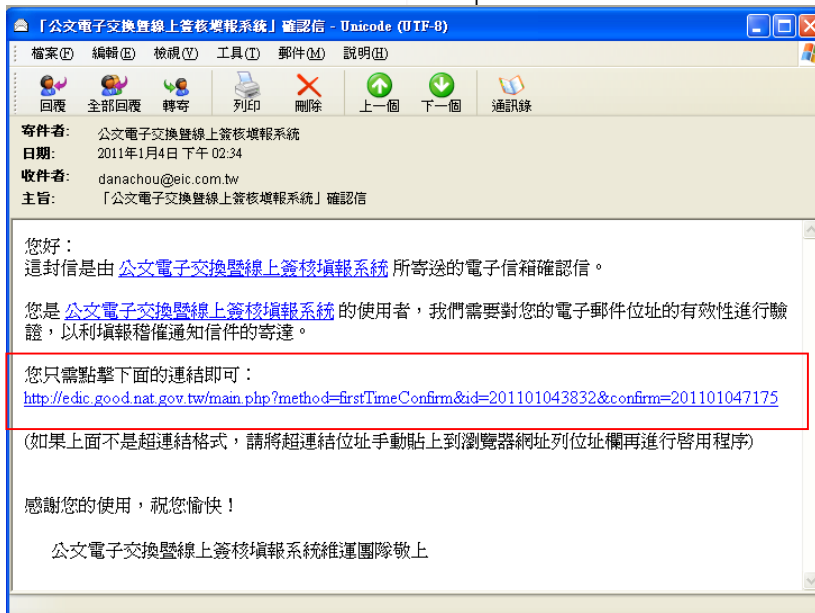 「公文電子交換暨線上簽核填報系統」確認信 - Unicode (UTF-8)
檔案(F) 編輯(E) 檢視(V) 工具(T) 郵件(M) 說明(H)
回覆 全部回覆 轉寄 列印 刪除 上一個 下一個 通訊錄
寄件者: 公文電子交換暨線上簽核填報系統
日期: 2011年1月4日 下午 02:34
收件者: danachou@eic.com.tw
主旨: 「公文電子交換暨線上簽核填報系統」確認信
您好：
這封信是由 公文電子交換暨線上簽核填報系統 所寄送的電子信箱確認信。
您是 公文電子交換暨線上簽核填報系統 的使用者，我們需要對您的電子郵件位址的有效性進行驗
證，以利填報稽催通知信件的寄達。
您只需點擊下面的連結即可：
http://edic.good.nat.gov.tw/main.php?method=firstTimeConfirm&id=201101043832&confirm=201101047175
(如果上面不是超連結格式，請將超連結位址手動貼上到瀏覽器網址列位址欄再進行啓用程序)
感謝您的使用，祝您愉快！
公文電子交換暨線上簽核填報系統維運團隊敬上